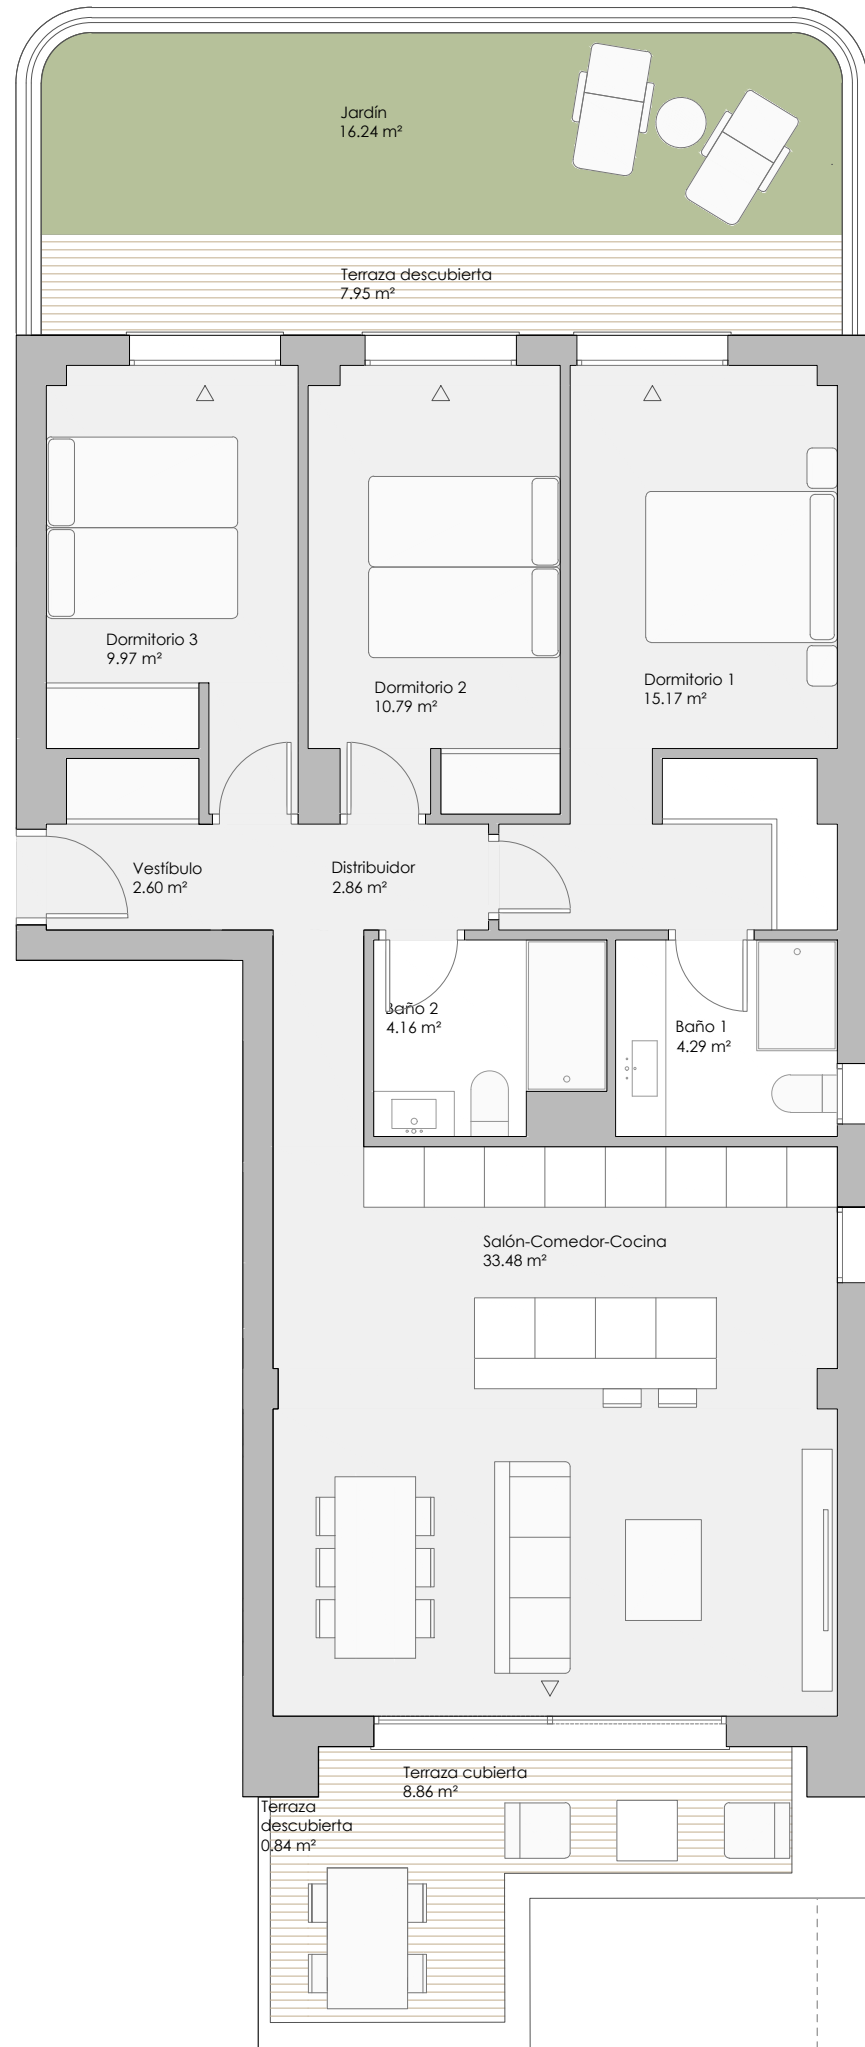 Jardín
16.24 m²
Terraza descubierta
7.95 m²
Dormitorio 3
9.97 m²
Dormitorio 2
10.79 m²
Dormitorio 1
15.17 m²
Vestíbulo
2.60 m²
Distribuidor
2.86 m²
Baño 2
4.16 m²
Baño 1
4.29 m²
Salón-Comedor-Cocina
33.48 m²
Terraza cubierta
8.86 m²
Terraza
descubierta
0.84 m²